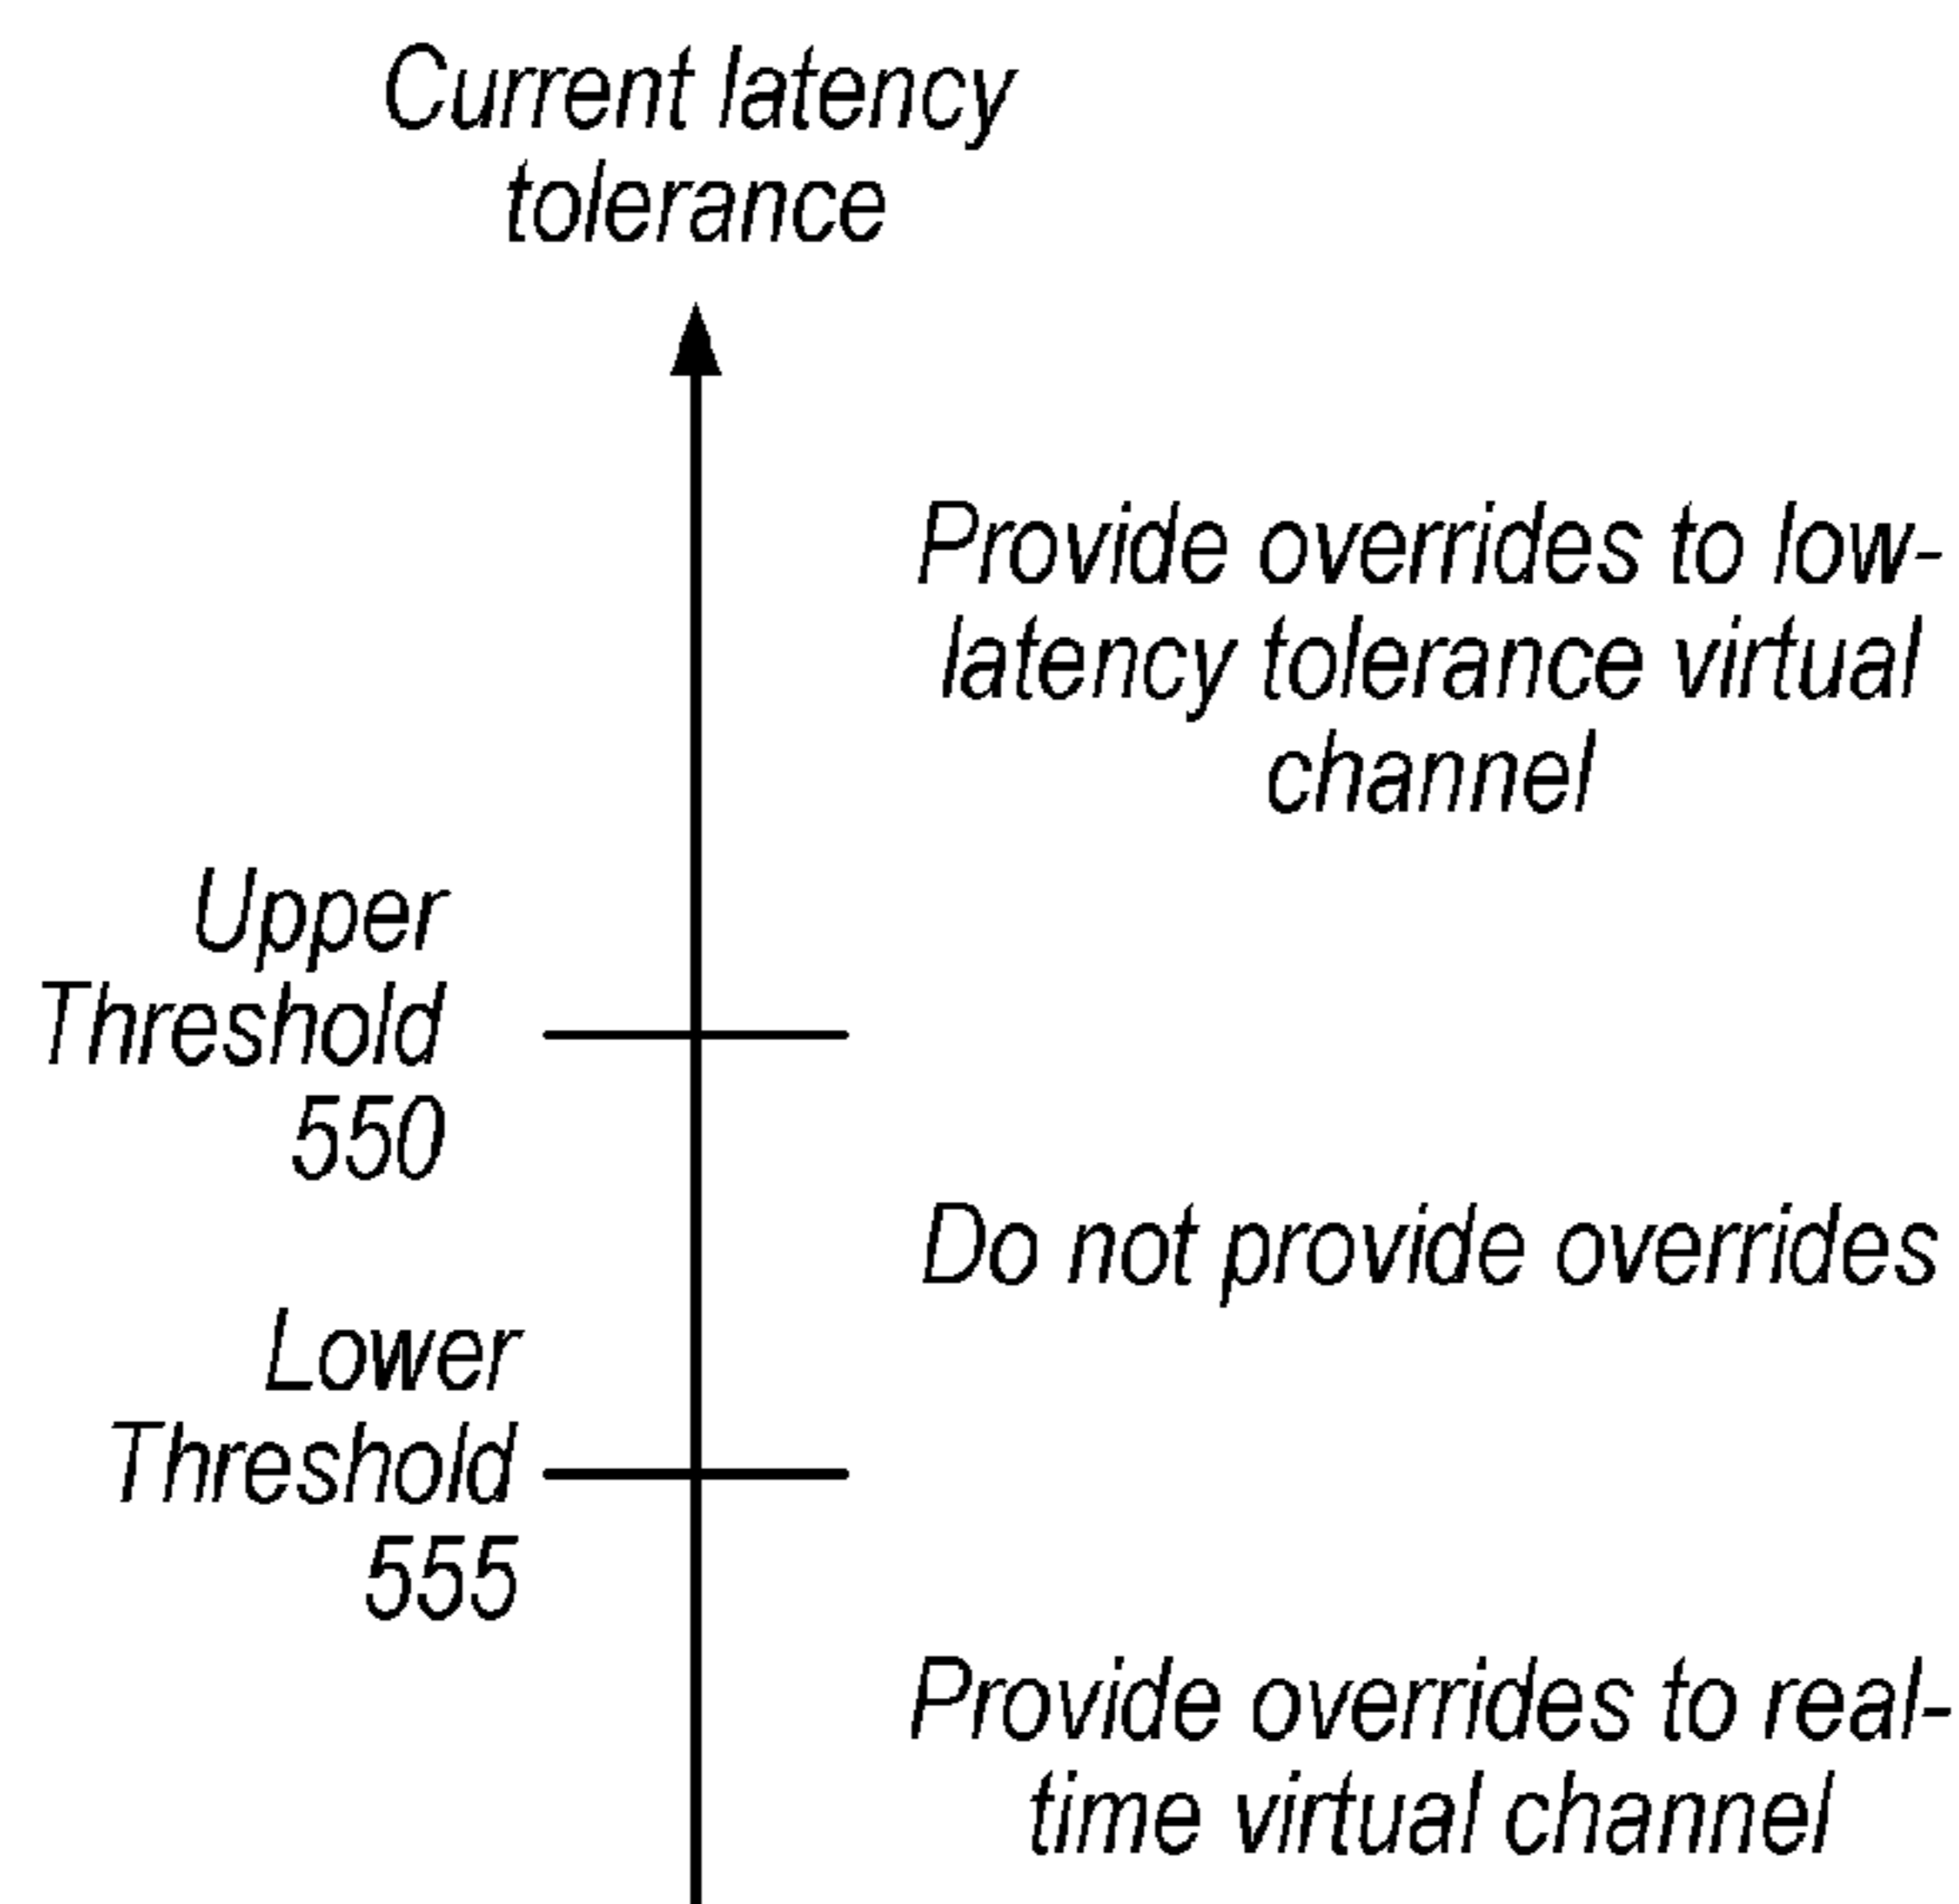 Current latency
tolerance
Provide overrides to low-
latency tolerance virtual
channel
Upper
Threshold
550
Do not provide overrides
Lower
Threshold
555
Provide overrides to real-
time virtual channel